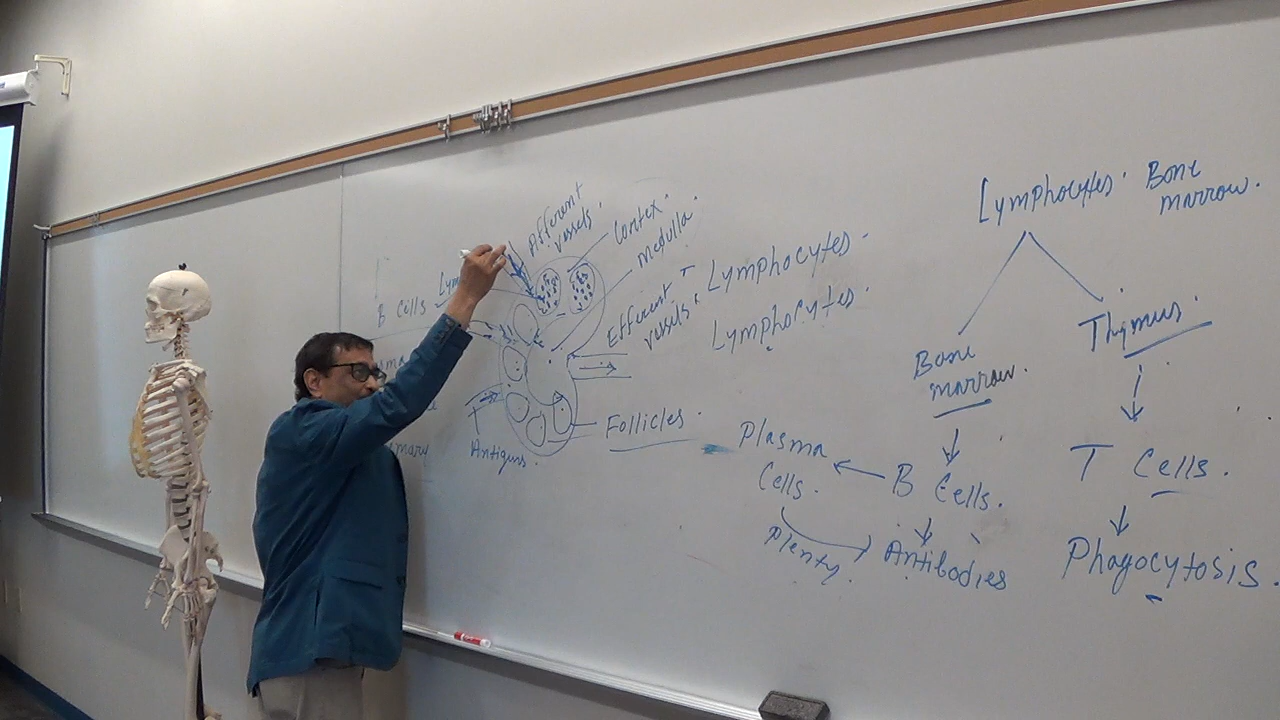 Afferent
vessels.
Cortex.
Medulla.
B Cells
Efferent
vessels
T Lymphocytes.
Lymphocytes.
Follicles.
Antigens.
Lymphocytes. Bone
marrow.
Bone
marrow.
Thymus.
Plasma
Cells.
B Cells.
T Cells.
Plenty.
Antibodies
Phagocytosis.